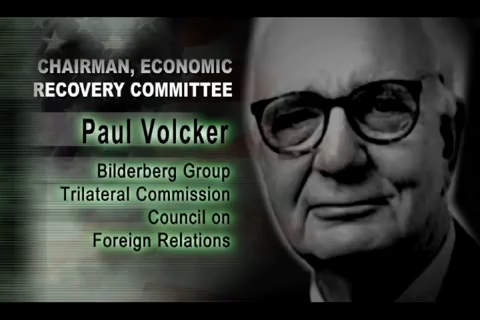 CHAIRMAN, ECONOMIC
RECOVERY COMMITTEE
Paul Volcker
Bilderberg Group
Trilateral Commission
Council on
Foreign Relations